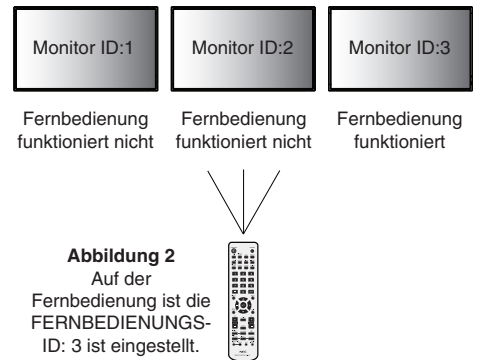 Monitor ID:1
Monitor ID:2
Monitor ID:3
Fernbedienung
funktioniert nicht
Fernbedienung
funktioniert nicht
Fernbedienung
funktioniert
Abbildung 2
Auf der
Fernbedienung ist die
FERNBEDIENUNGS-
ID: 3 ist eingestellt.